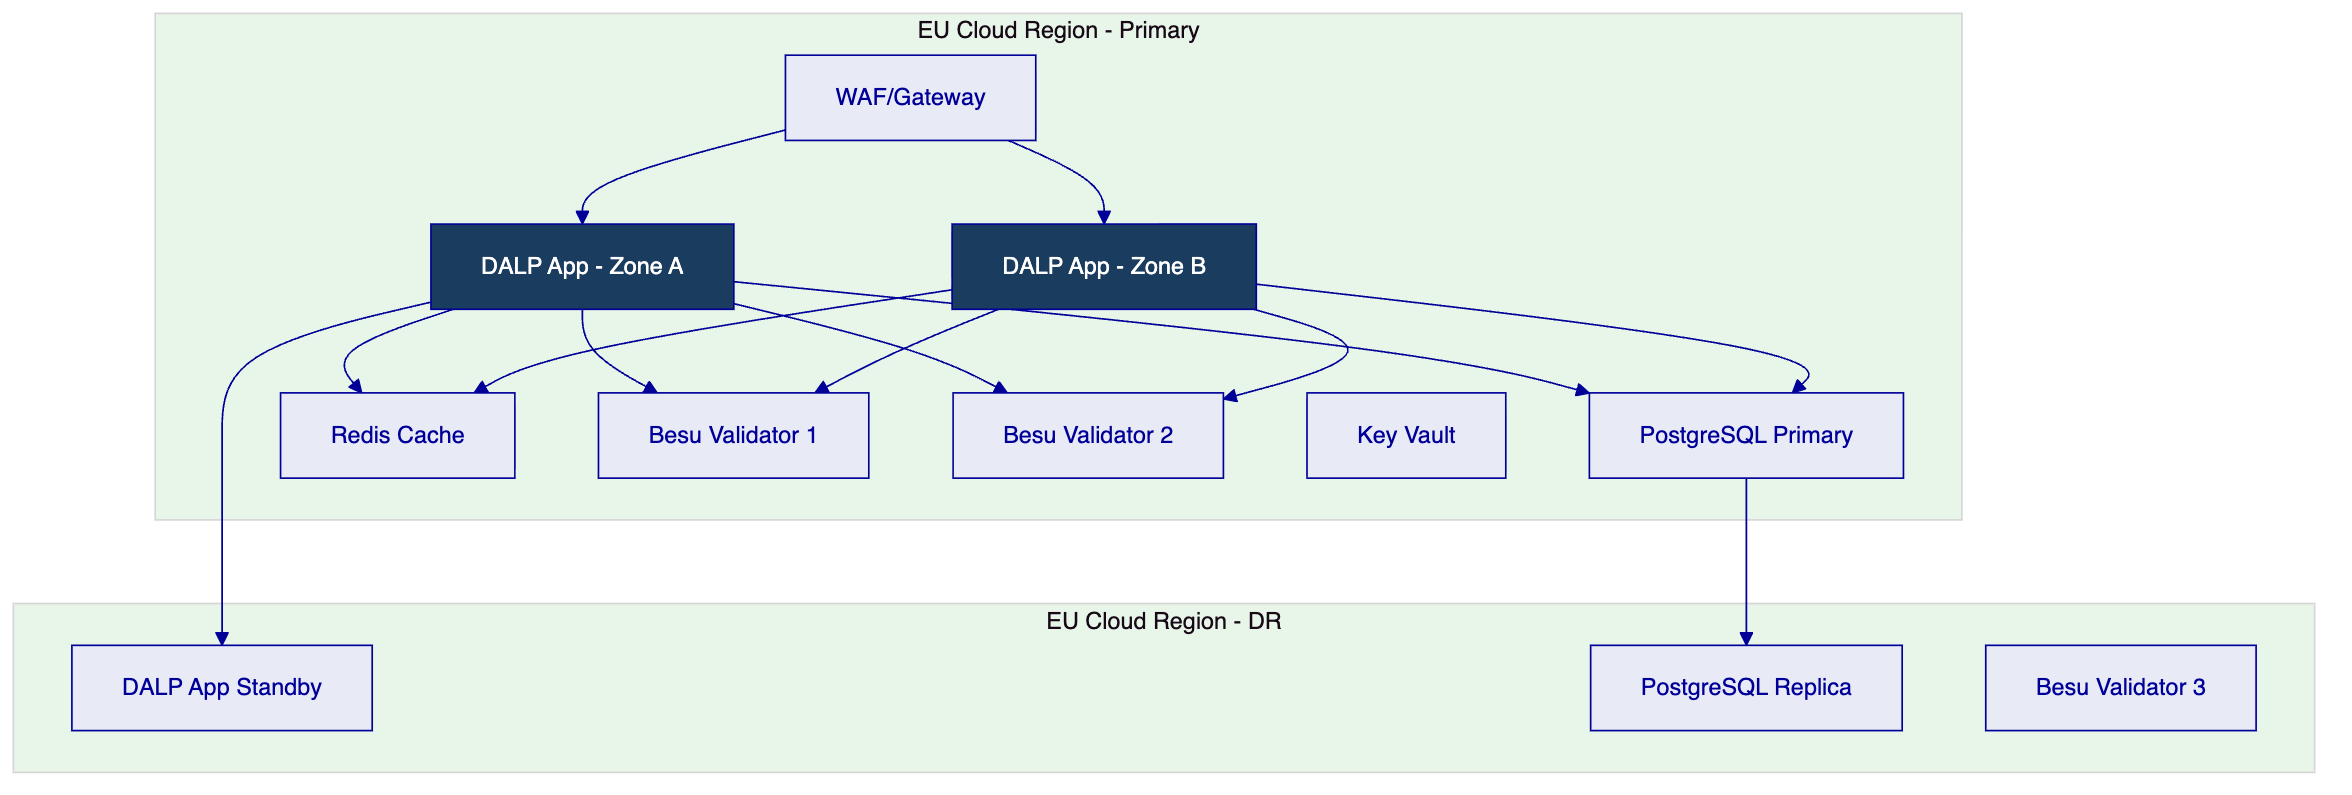 EU Cloud Region - Primary
WAF/Gateway
DALP App - Zone A
DALP App - Zone B
Redis Cache
Besu Validator 1
Besu Validator 2
Key Vault
PostgreSQL Primary
EU Cloud Region - DR
DALP App Standby
PostgreSQL Replica
Besu Validator 3